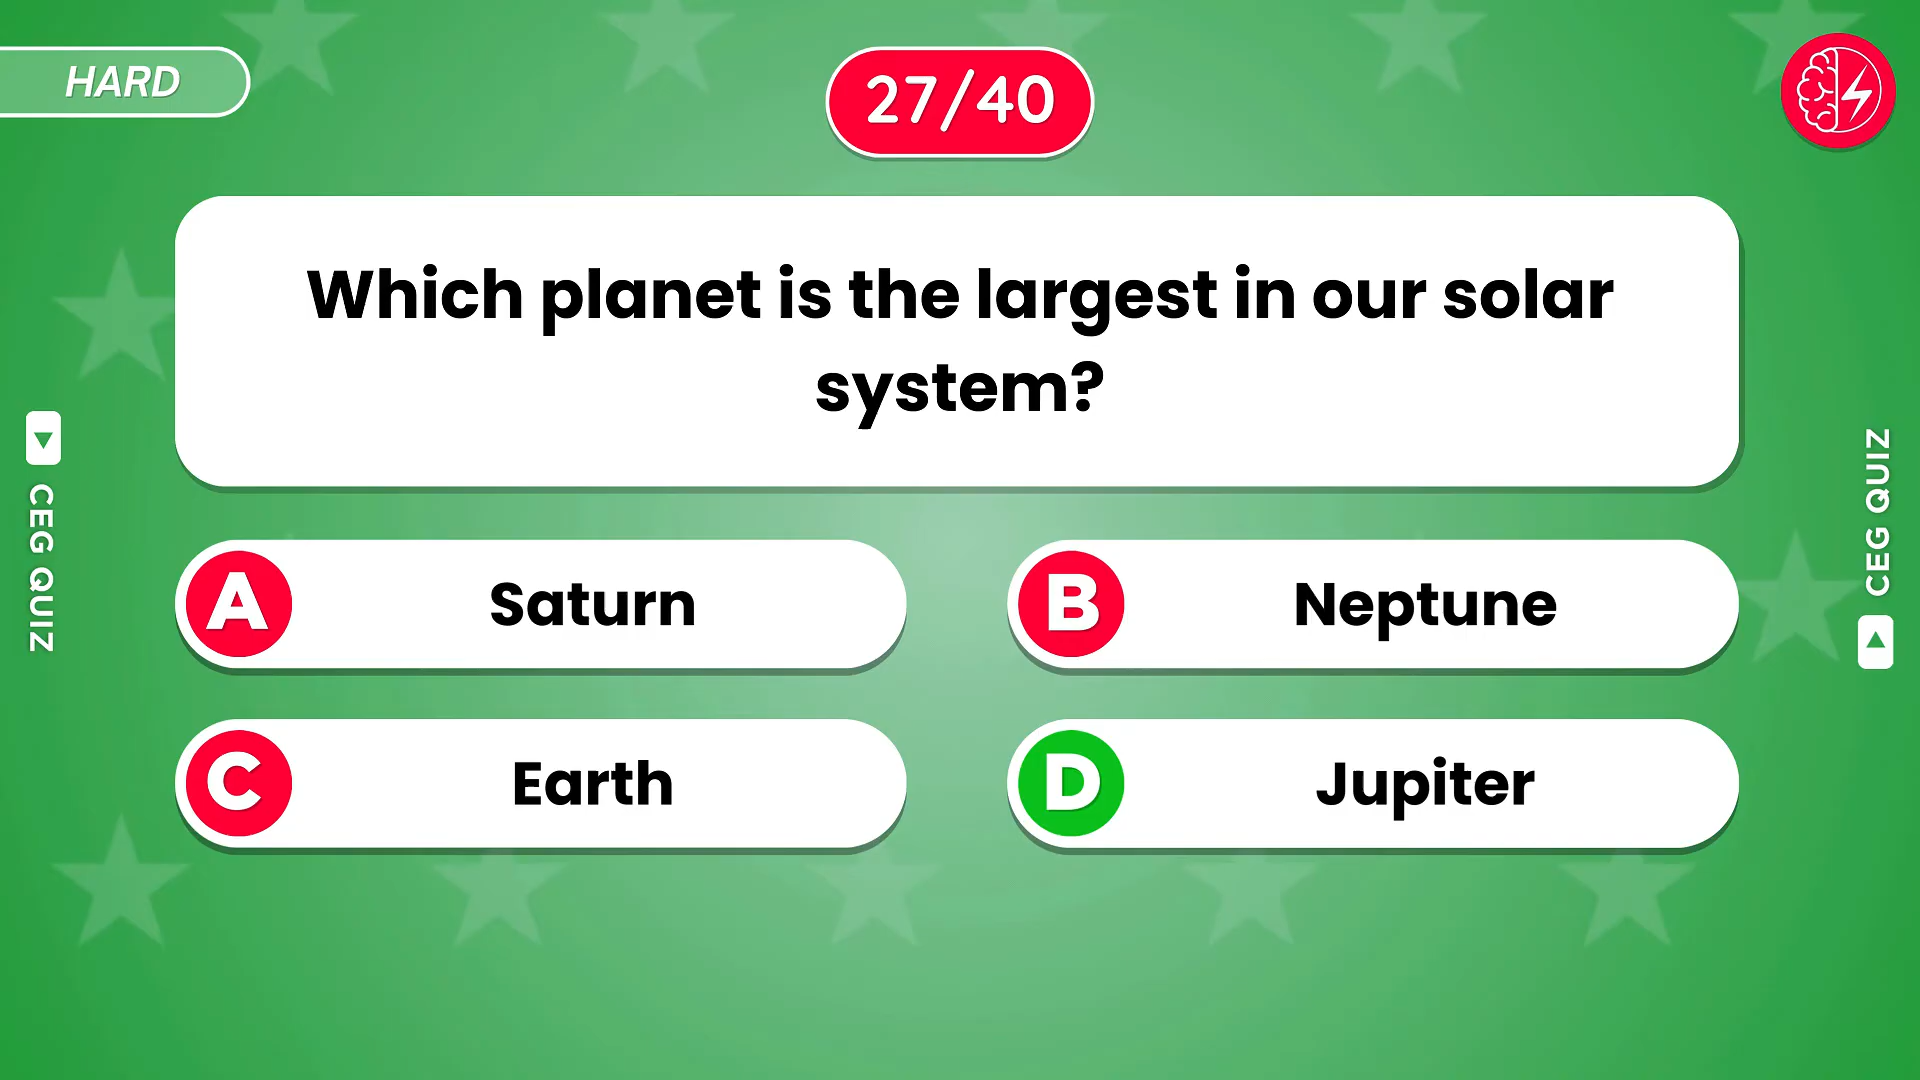 HARD
27/40
Which planet is the largest in our solar
system?
A Saturn
B Neptune
C Earth
D Jupiter
CEG QUIZ
CEG QUIZ